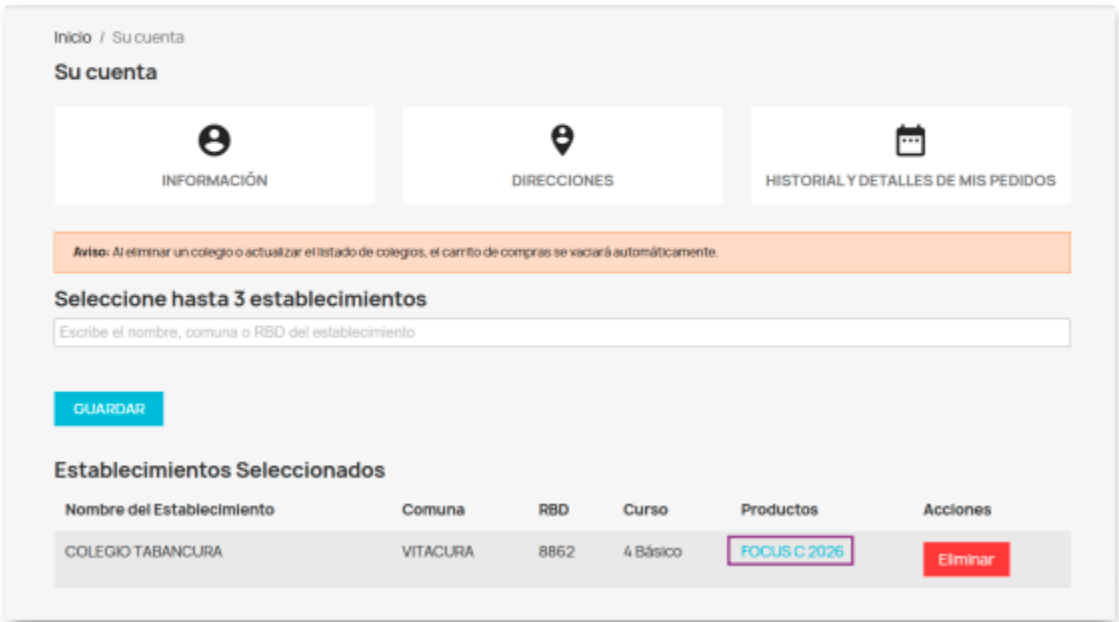 Inicio / Su cuenta
Su cuenta
INFORMACIÓN
DIRECCIONES
HISTORIAL Y DETALLES DE MIS PEDIDOS
Aviso: Al eliminar un colegio o actualizar el listado de colegios, el carrito de compras se vaciará automáticamente.
Seleccione hasta 3 establecimientos
Escribe el nombre, comuna o RBD del establecimiento
GUARDAR
Establecimientos Seleccionados
Nombre del Establecimiento Comuna RBD Curso Productos Acciones
COLEGIO TABANCURA VITACURA 8862 4 Básico FOCUS C 2026 Eliminar